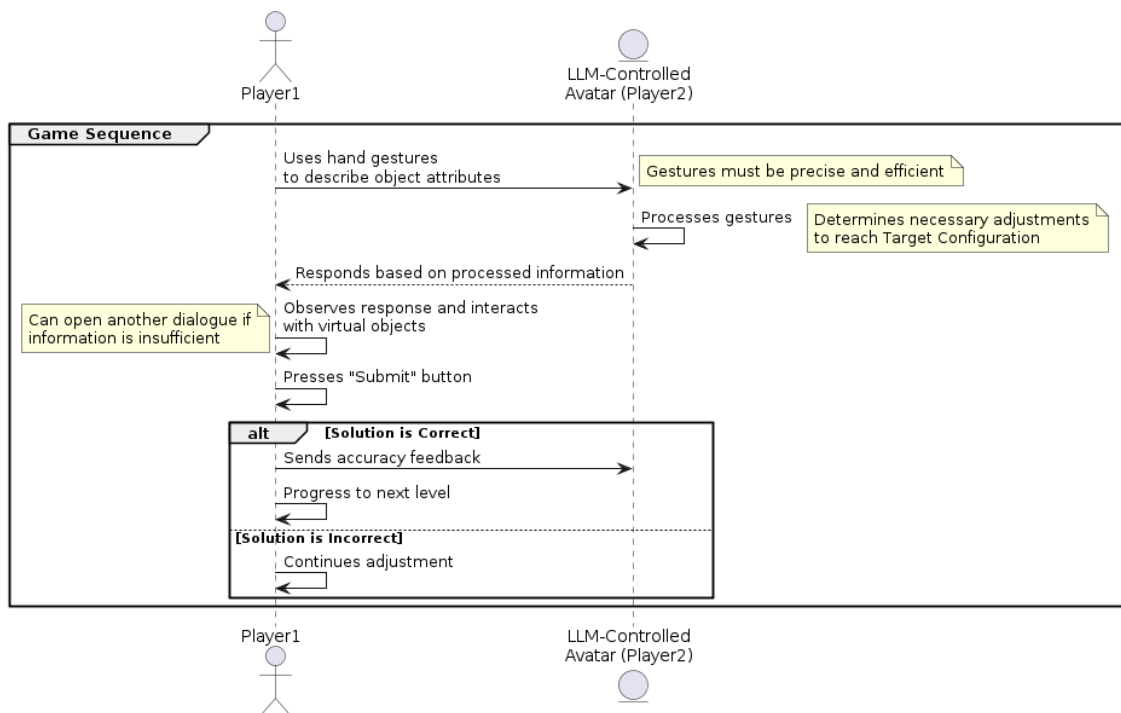 Player1
LLM-Controlled
Avatar (Player2)
Game Sequence
Uses hand gestures
to describe object attributes
Gestures must be precise and efficient
Processes gestures
Determines necessary adjustments
to reach Target Configuration
Responds based on processed information
Can open another dialogue if
information is insufficient
Observes response and interacts
with virtual objects
Presses "Submit" button
alt
[Solution is Correct]
Sends accuracy feedback
Progress to next level
[Solution is Incorrect]
Continues adjustment
Player1
LLM-Controlled
Avatar (Player2)